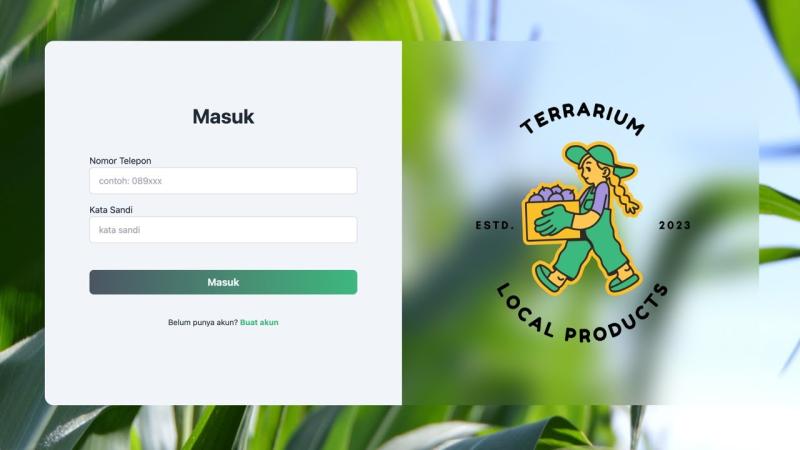 Masuk
Nomor Telepon
contoh: 089xxx
Kata Sandi
kata sandi
Masuk
Belum punya akun? Buat akun
TERRARIUM
ESTD. 2023
LOCAL PRODUCTS